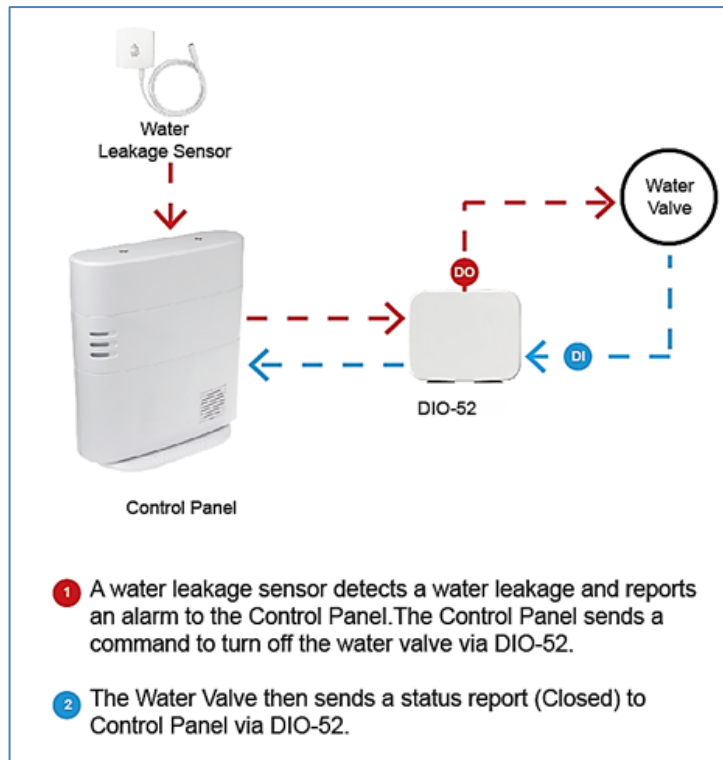 Water
Leakage Sensor
Water
Valve
DO
DI
DIO-52
Control Panel
1 A water leakage sensor detects a water leakage and reports
an alarm to the Control Panel.The Control Panel sends a
command to turn off the water valve via DIO-52.
2 The Water Valve then sends a status report (Closed) to
Control Panel via DIO-52.